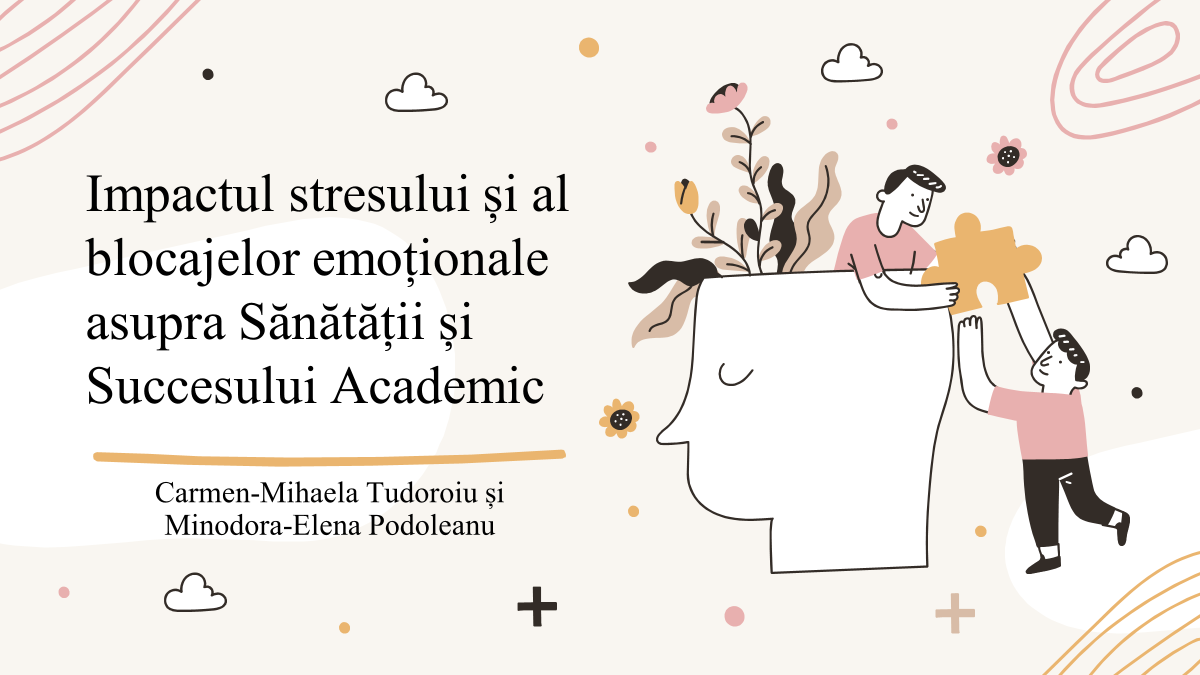 Impactul stresului și al
blocajelor emoționale
asupra Sănătății și
Succesului Academic
Carmen-Mihaela Tudoroiu și
Minodora-Elena Podoleanu